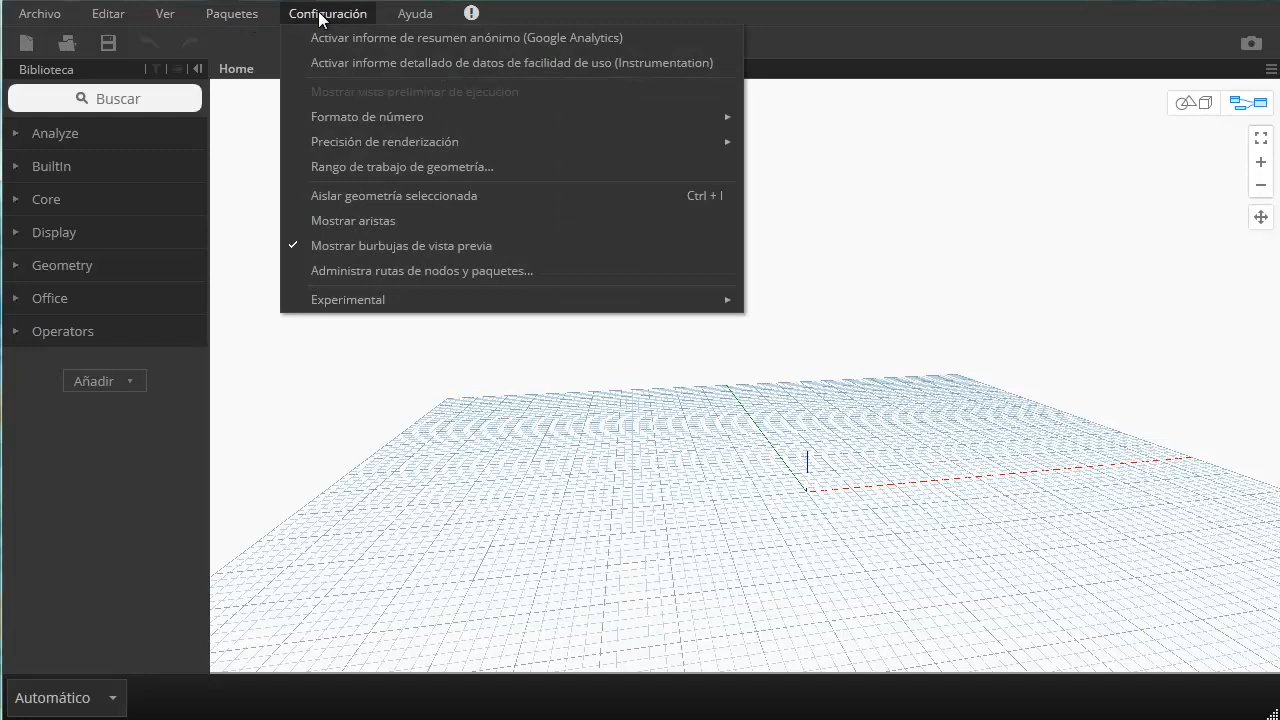 Archivo
Editar
Ver
Paquetes
Configuración
Ayuda
Biblioteca
Home
Buscar
Analyze
BuiltIn
Core
Display
Geometry
Office
Operators
Añadir
Activar informe de resumen anónimo (Google Analytics)
Activar informe detallado de datos de facilidad de uso (Instrumentation)
Mostrar vista preliminar de ejecución
Formato de número
Precisión de renderización
Rango de trabajo de geometría...
Aislar geometría seleccionada Ctrl + I
Mostrar aristas
Mostrar burbujas de vista previa
Administra rutas de nodos y paquetes...
Experimental
Automático